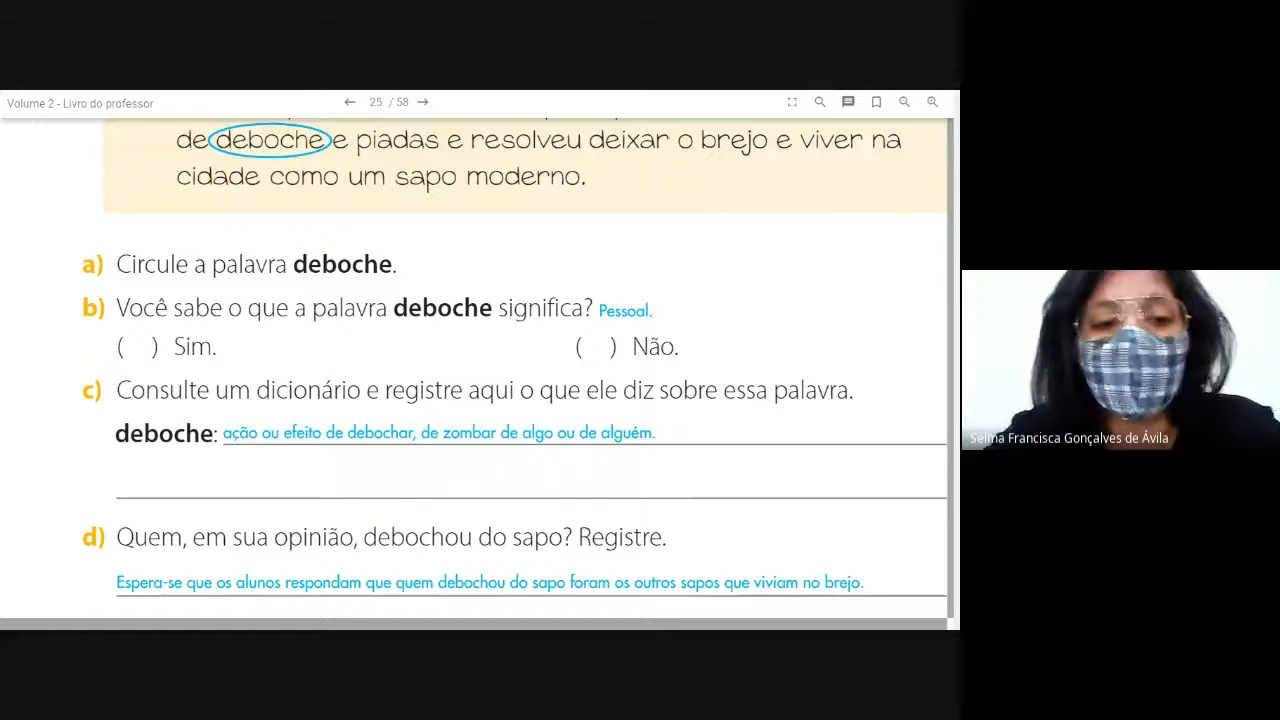 Volume 2 - Livro do professor
25 / 58
de deboche e piadas e resolveu deixar o brejo e viver na
cidade como um sapo moderno.
a) Circule a palavra deboche.
b) Você sabe o que a palavra deboche significa? Pessoal.
( ) Sim. ( ) Não.
c) Consulte um dicionário e registre aqui o que ele diz sobre essa palavra.
deboche: ação ou efeito de debochar, de zombar de algo ou de alguém.
d) Quem, em sua opinião, debochou do sapo? Registre.
Espera-se que os alunos respondam que quem debochou do sapo foram os outros sapos que viviam no brejo.
Selma Francisca Gonçalves de Ávila